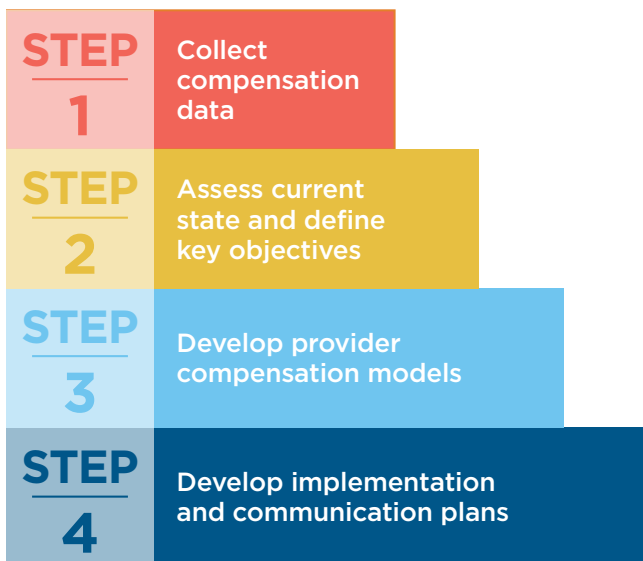 STEP
1
Collect
compensation
data
STEP
2
Assess current
state and define
key objectives
STEP
3
Develop provider
compensation models
STEP
4
Develop implementation
and communication plans